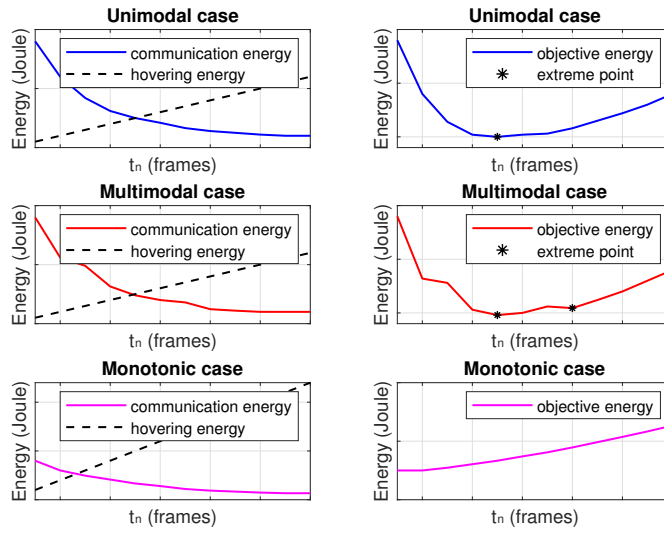 Unimodal case
Energy (Joule)
communication energy
hovering energy
tn (frames)
Unimodal case
Energy (Joule)
objective energy
extreme point
tn (frames)
Multimodal case
Energy (Joule)
communication energy
hovering energy
tn (frames)
Multimodal case
Energy (Joule)
objective energy
extreme point
tn (frames)
Monotonic case
Energy (Joule)
communication energy
hovering energy
tn (frames)
Monotonic case
Energy (Joule)
objective energy
tn (frames)